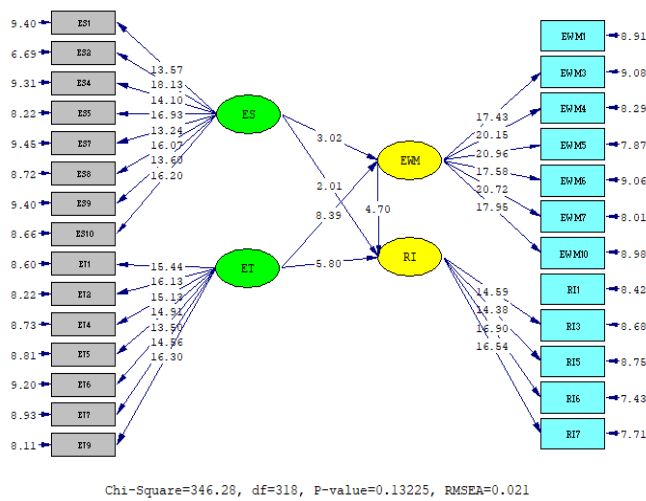 9.40 ES1
6.69 ES2
9.31 ES4
8.22 ES5
9.45 ES7
8.72 ES8
9.40 ES9
8.66 ES10
8.60 ET1
8.22 ET2
8.73 ET4
8.81 ET5
9.20 ET6
8.93 ET7
8.11 ET9
13.57
18.13
14.10
16.93
13.24
16.07
13.60
16.20
15.44
16.13
15.13
14.91
13.50
14.56
16.30
ES
ET
3.02
2.01
8.39
4.70
5.80
EWM
RI
17.43
20.15
20.96
17.58
20.72
17.95
14.59
14.38
16.90
16.54
EWM1 8.91
EWM3 9.08
EWM4 8.29
EWM5 7.87
EWM6 9.06
EWM7 8.01
EWM10 8.98
RI1 8.42
RI3 8.68
RI5 8.75
RI6 7.43
RI7 7.71
Chi-Square=346.28, df=318, P-value=0.13225, RMSEA=0.021